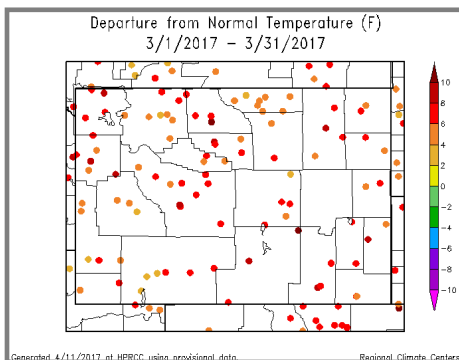 Departure from Normal Temperature (F)
3/1/2017 – 3/31/2017
10
8
6
4
2
0
-2
-4
-6
-8
-10
Generated 4/11/2017 at HPRCC using provisional data.
Regional Climate Centers